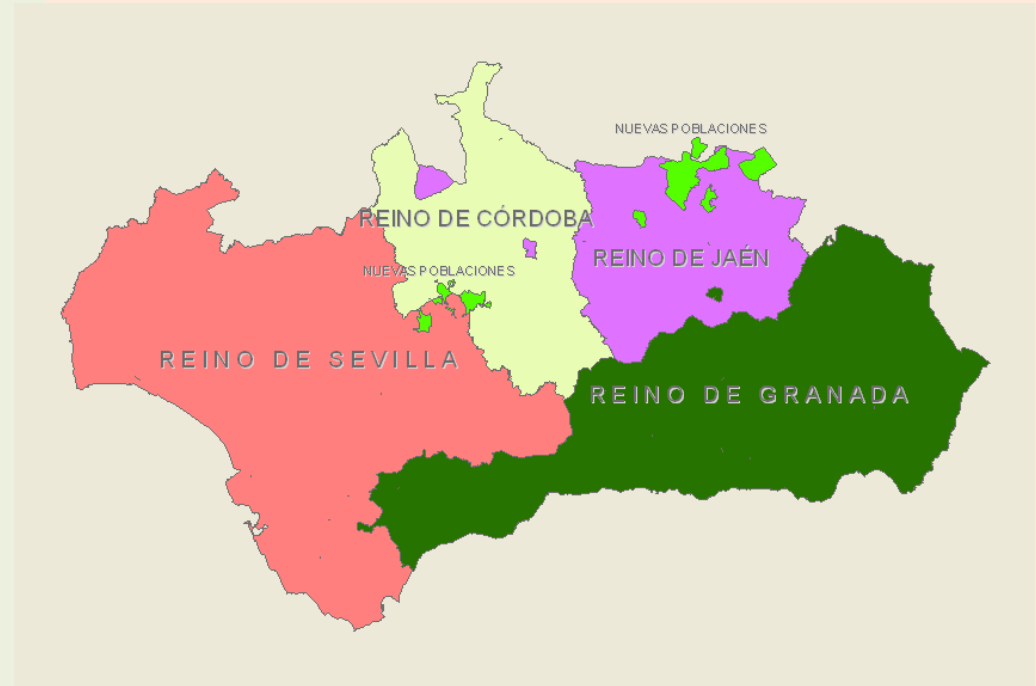 NUEVAS POBLACIONES
REINO DE CÓRDOBA
REINO DE JAÉN
NUEVAS POBLACIONES
REINO DE SEVILLA
REINO DE GRANADA